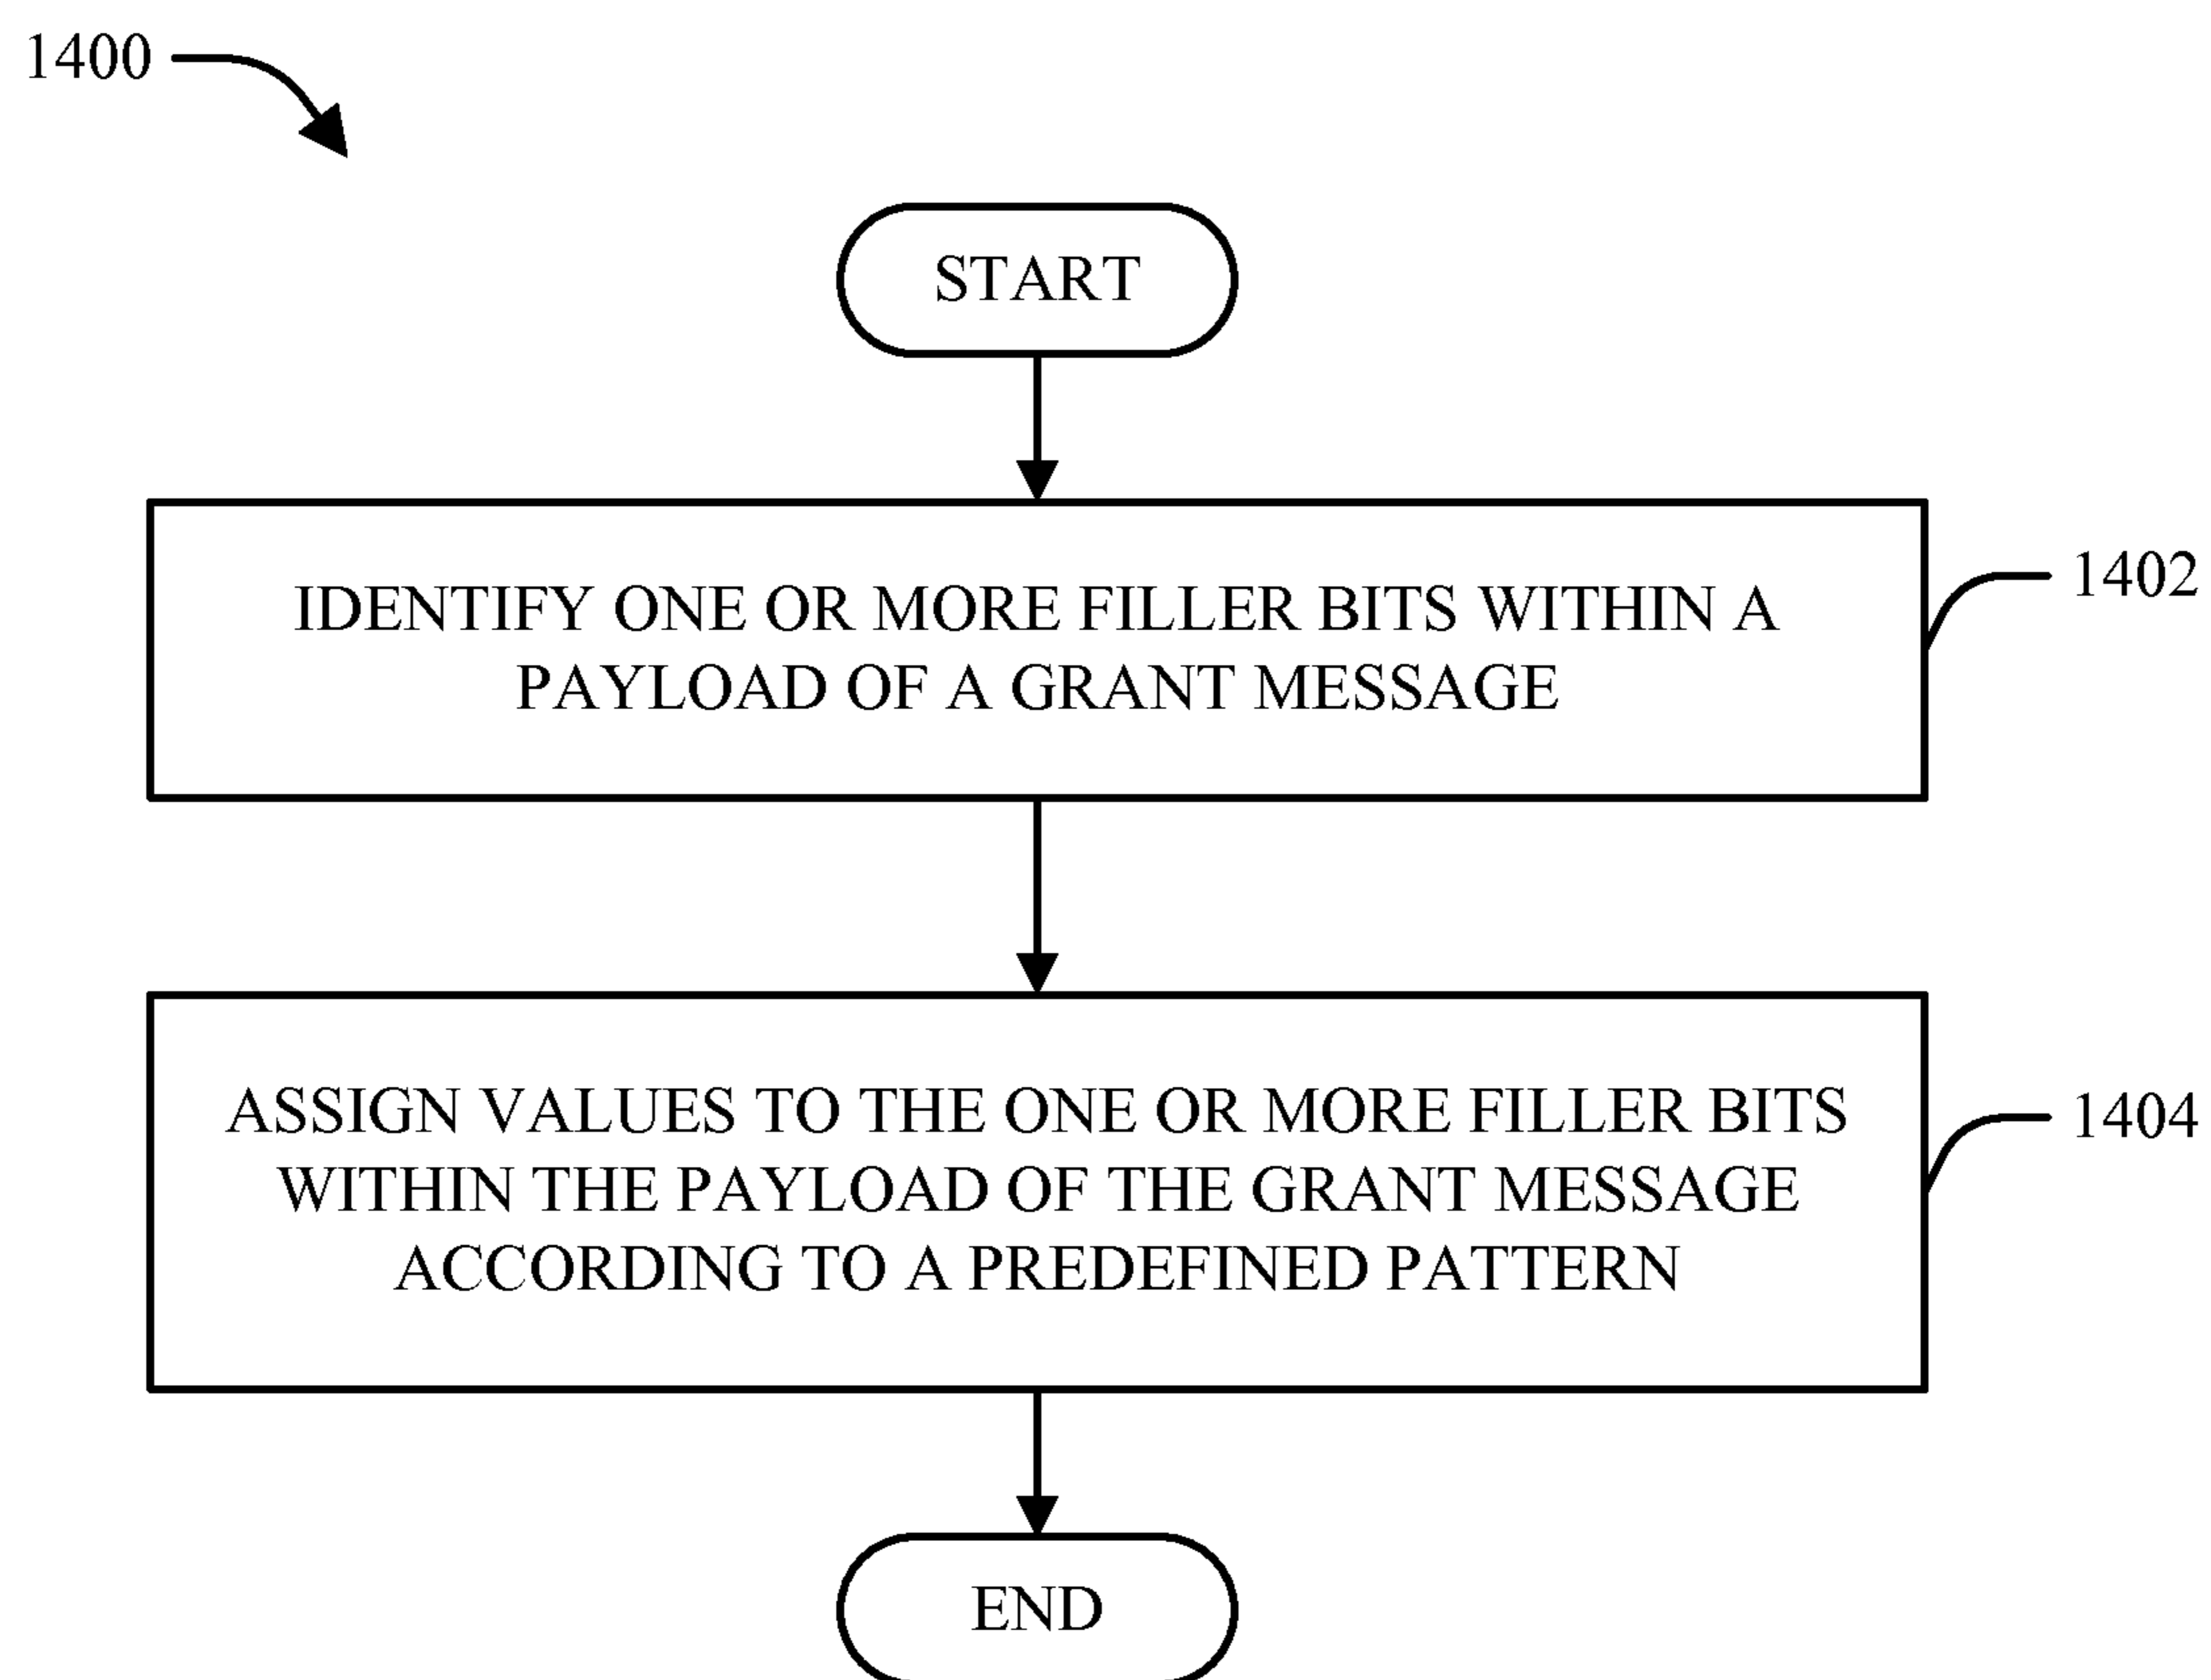 1400
START
IDENTIFY ONE OR MORE FILLER BITS WITHIN A
PAYLOAD OF A GRANT MESSAGE
1402
ASSIGN VALUES TO THE ONE OR MORE FILLER BITS
WITHIN THE PAYLOAD OF THE GRANT MESSAGE
ACCORDING TO A PREDEFINED PATTERN
1404
END